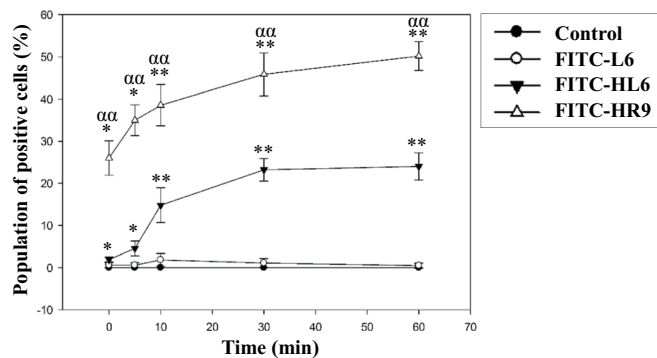 Population of positive cells (%)
60
50
40
30
20
10
0
-10
αα
*
αα
*
αα
**
αα
**
αα
**
*
*
**
**
**
0
10
20
30
40
50
60
70
Time (min)
Control
FITC-L6
FITC-HL6
FITC-HR9